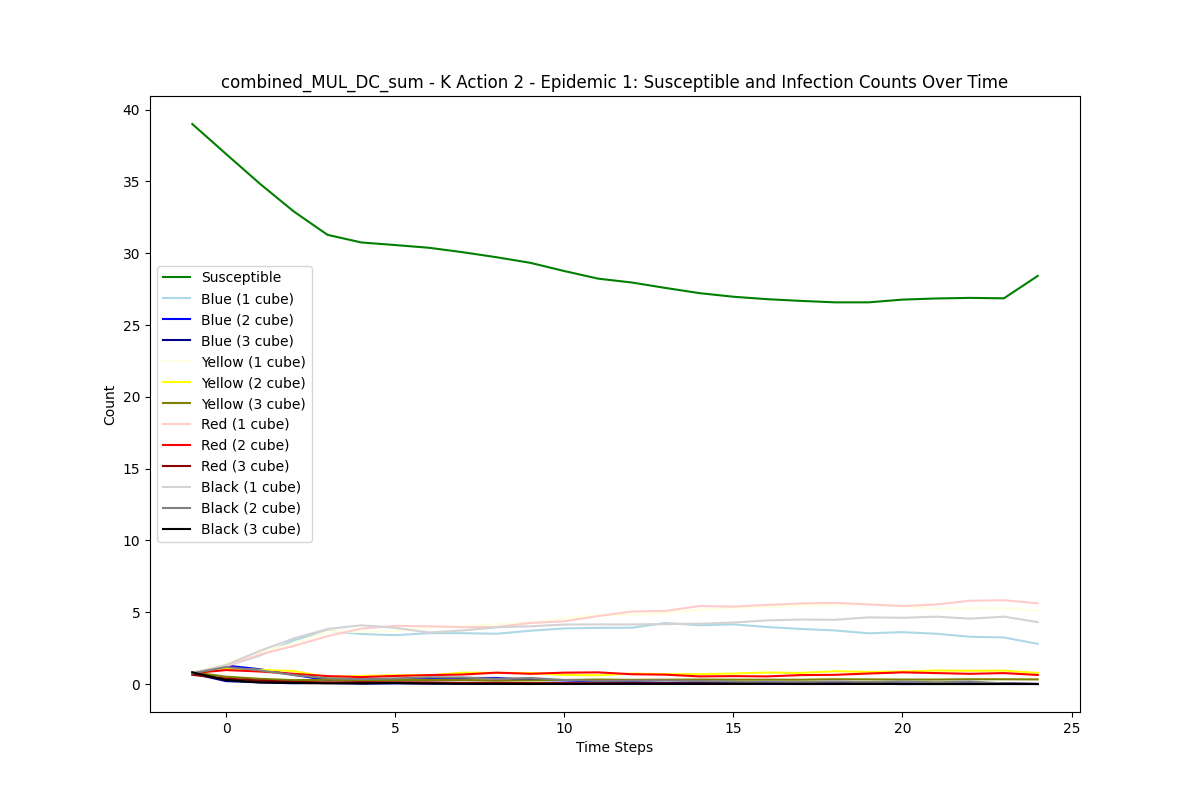 combined_MUL_DC_sum - K Action 2 - Epidemic 1: Susceptible and Infection Counts Over Time
40
35
30
25
20
15
10
5
0
Count
Susceptible
Blue (1 cube)
Blue (2 cube)
Blue (3 cube)
Yellow (1 cube)
Yellow (2 cube)
Yellow (3 cube)
Red (1 cube)
Red (2 cube)
Red (3 cube)
Black (1 cube)
Black (2 cube)
Black (3 cube)
0 5 10 15 20 25
Time Steps